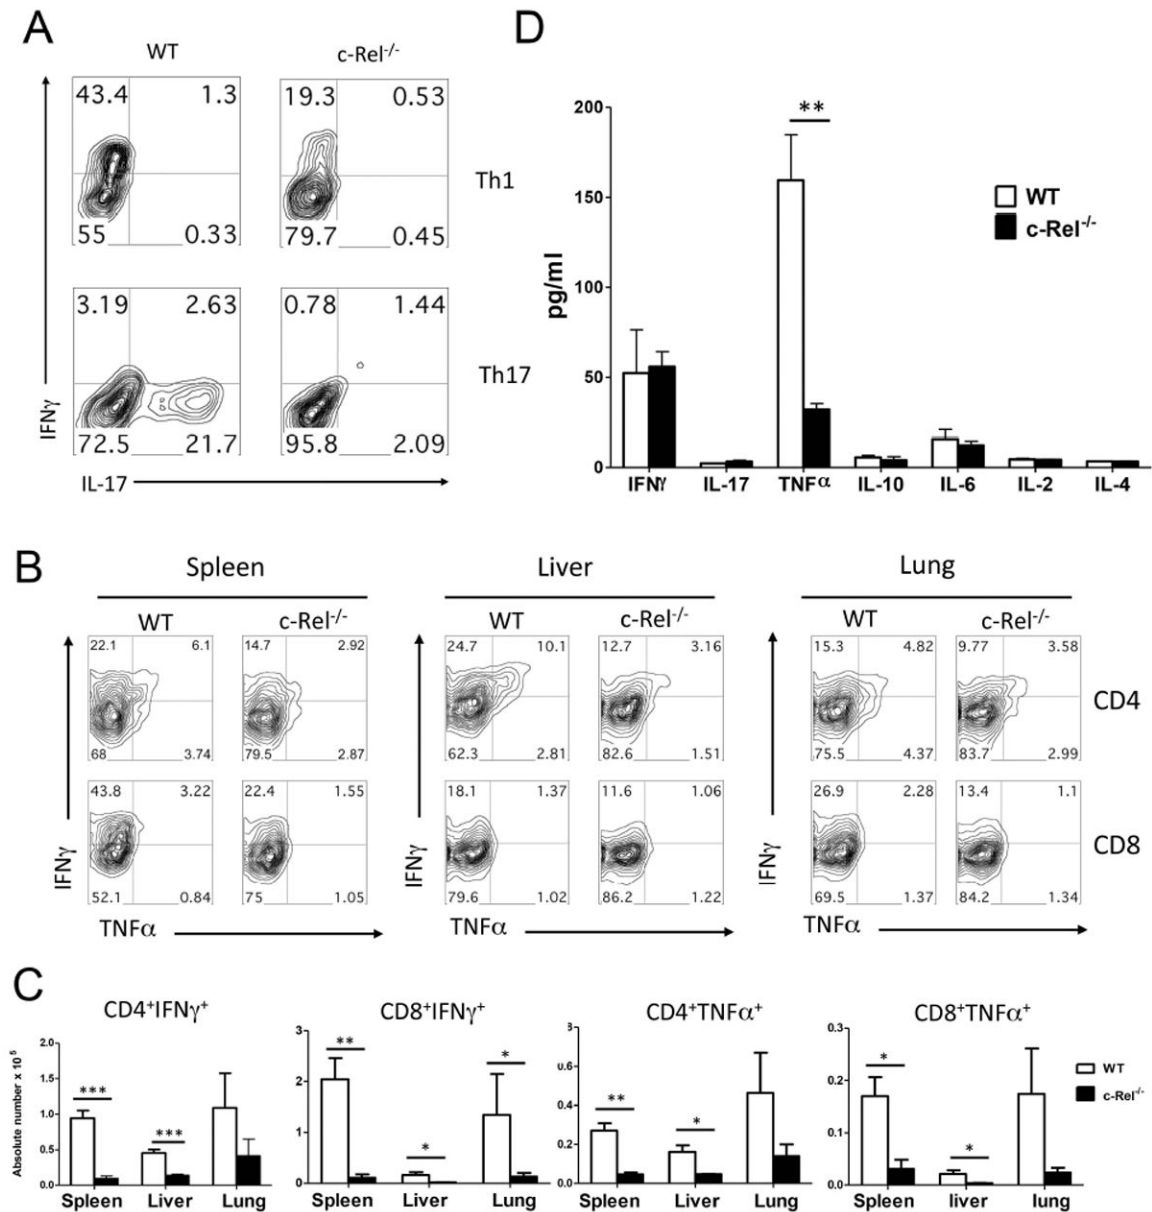 A
WT
c-Rel-/-
43.4 1.3
55 0.33
19.3 0.53
79.7 0.45
Th1
3.19 2.63
72.5 21.7
0.78 1.44
95.8 2.09
Th17
IFNγ
IL-17
D
200
150
100
50
0
pg/ml
**
WT
c-Rel-/-
IFNγ IL-17 TNFα IL-10 IL-6 IL-2 IL-4
B
Spleen Liver Lung
WT c-Rel-/- WT c-Rel-/- WT c-Rel-/-
22.1 6.1 14.7 2.92 24.7 10.1 12.7 3.16 15.3 4.82 9.77 3.58
CD4
68 3.74 79.5 2.87 62.3 2.81 82.6 1.51 75.5 4.37 83.7 2.99
43.8 3.22 22.4 1.55 18.1 1.37 11.6 1.06 26.9 2.28 13.4 1.1
CD8
52.1 0.84 75 1.05 79.6 1.02 86.2 1.22 69.5 1.37 84.2 1.34
IFNγ IFNγ IFNγ
TNFα TNFα TNFα
C
CD4+IFNγ+
Absolute number x 10 5
2.0
1.5
1.0
0.5
0.0
*** ***
Spleen Liver Lung
CD8+IFNγ+
3
2
1
0
** * *
Spleen Liver Lung
CD4+TNFα+
0.6
0.4
0.2
0.0
** *
Spleen Liver Lung
CD8+TNFα+
0.3
0.2
0.1
0.0
* *
Spleen liver lung
WT
c-Rel-/-